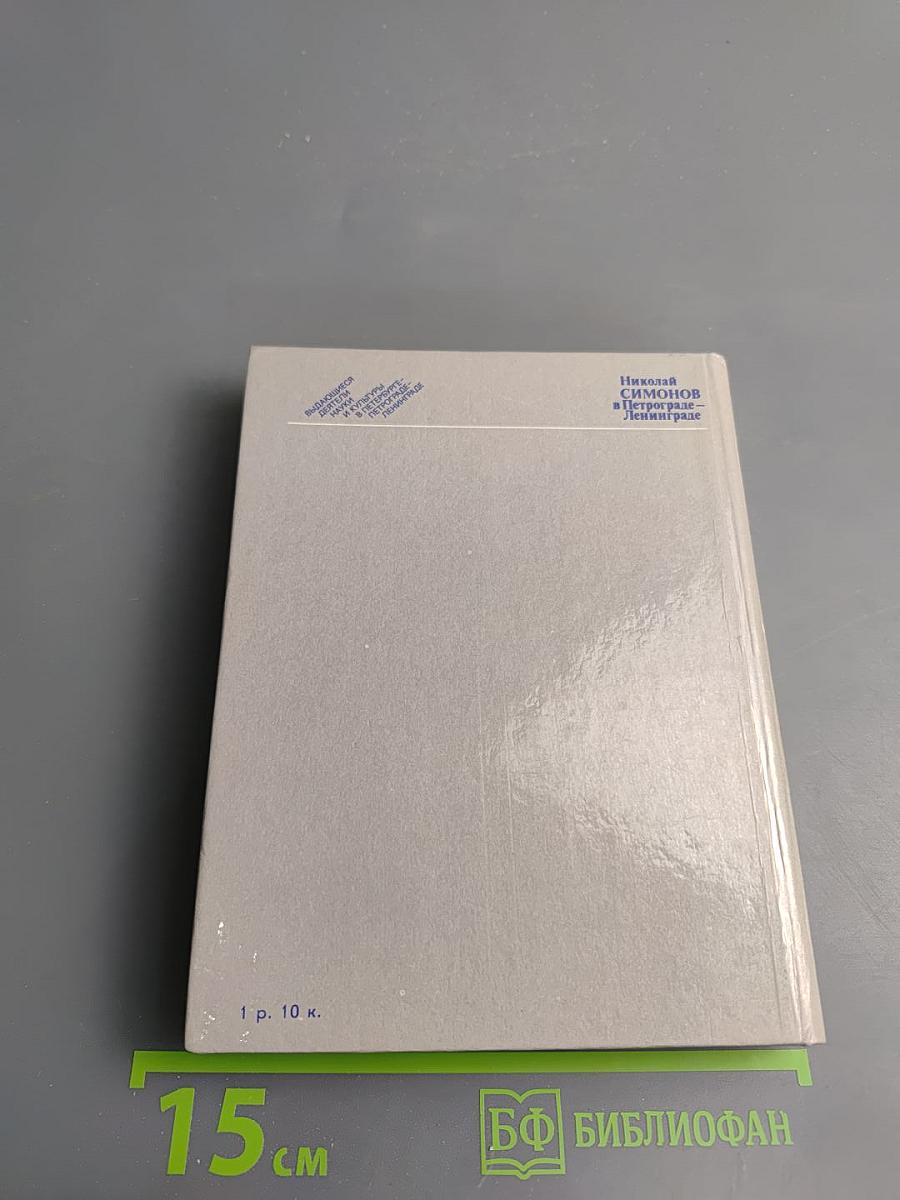 ВЫДАЮЩИЕСЯ
ДЕЯТЕЛИ
НАУКИ
И КУЛЬТУРЫ
В ПЕТЕРБУРГЕ–
ПЕТРОГРАДЕ–
ЛЕНИНГРАДЕ
Николай
СИМОНОВ
в Петрограде–
Ленинграде
1 р. 10 к.
15 см
БФ БИБЛИОФАН